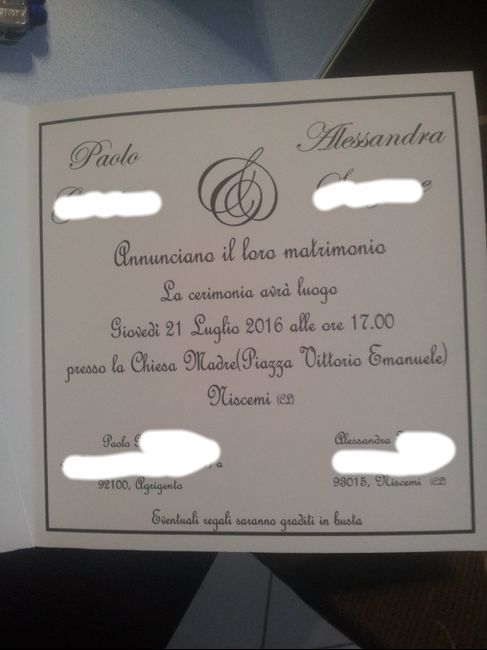 Paolo
Alessandra
&
Annunciano il loro matrimonio
La cerimonia avrà luogo
Giovedì 21 Luglio 2016 alle ore 17.00
presso la Chiesa Madre(Piazza Vittorio Emanuele)
Niscemi (CL)
Paolo
92100, Agrigento
Alessandra
93015, Niscemi (CL)
Eventuali regali saranno graditi in busta